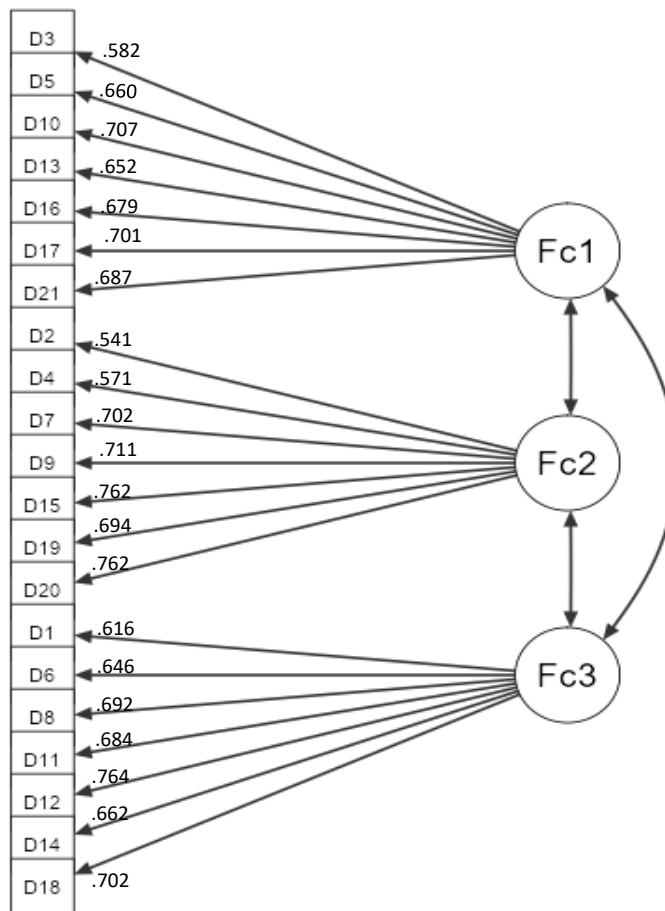 D3
.582
D5
.660
D10
.707
D13
.652
D16
.679
D17
.701
D21
.687
Fc1
D2
.541
D4
.571
D7
.702
D9
.711
D15
.762
D19
.694
D20
.762
Fc2
D1
.616
D6
.646
D8
.692
D11
.684
D12
.764
D14
.662
D18
.702
Fc3